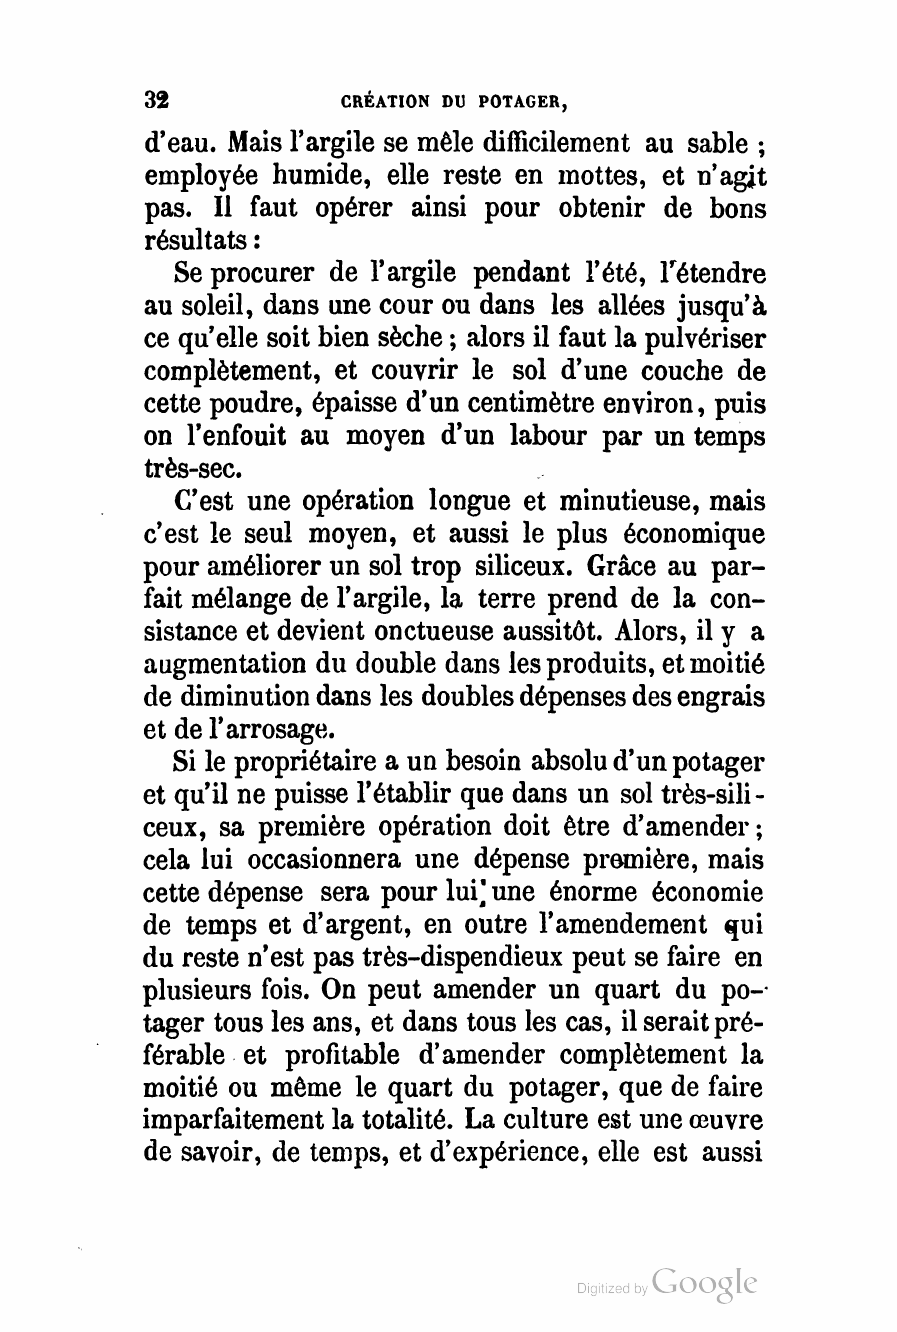 32 CRÉATION DU POTAGER,
d'eau. Mais l'argile se mêle difficilement au sable ;
employée humide, elle reste en mottes, et n'agit
pas. Il faut opérer ainsi pour obtenir de bons
résultats :
Se procurer de l'argile pendant l'été, l'étendre
au soleil, dans une cour ou dans les allées jusqu'à
ce qu'elle soit bien sèche ; alors il faut la pulvériser
complètement, et couvrir le sol d'une couche de
cette poudre, épaisse d'un centimètre environ, puis
on l'enfouit au moyen d'un labour par un temps
très-sec.
C'est une opération longue et minutieuse, mais
c'est le seul moyen, et aussi le plus économique
pour améliorer un sol trop siliceux. Grâce au par-
fait mélange de l'argile, la terre prend de la con-
sistance et devient onctueuse aussitôt. Alors, il y a
augmentation du double dans les produits, et moitié
de diminution dans les doubles dépenses des engrais
et de l'arrosage.
Si le propriétaire a un besoin absolu d'un potager
et qu'il ne puisse l'établir que dans un sol très-sili-
ceux, sa première opération doit être d'amender ;
cela lui occasionnera une dépense première, mais
cette dépense sera pour lui une énorme économie
de temps et d'argent, en outre l'amendement qui
du reste n'est pas très-dispendieux peut se faire en
plusieurs fois. On peut amender un quart du po-
tager tous les ans, et dans tous les cas, il serait pré-
férable et profitable d'amender complètement la
moitié ou même le quart du potager, que de faire
imparfaitement la totalité. La culture est une œuvre
de savoir, de temps, et d'expérience, elle est aussi
Digitized by Google